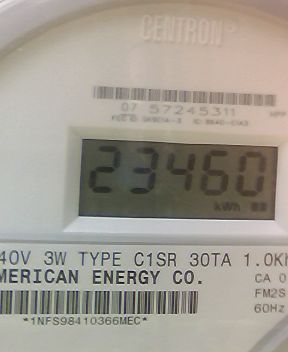 CENTRON
07 57245311
23460
kWh
40V 3W TYPE C1SR 30TA 1.0Kh
MERICAN ENERGY CO.
CA 0
FM2S
60Hz
*1NFS98410366MEC*